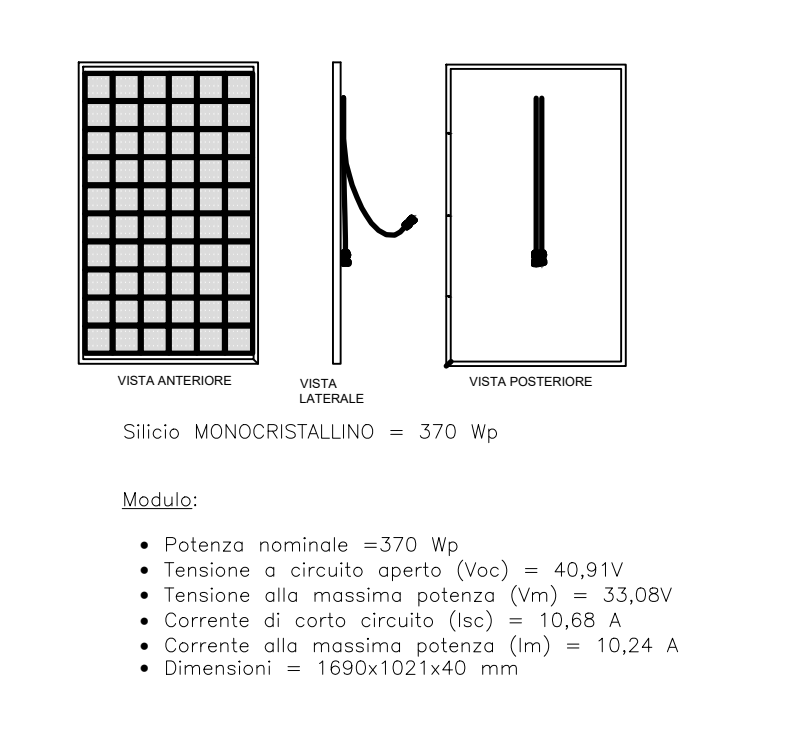 VISTA ANTERIORE
VISTA
LATERALE
VISTA POSTERIORE
Silicio MONOCRISTALLINO = 370 Wp
Modulo:
• Potenza nominale =370 Wp
• Tensione a circuito aperto (Voc) = 40,91V
• Tensione alla massima potenza (Vm) = 33,08V
• Corrente di corto circuito (Isc) = 10,68 A
• Corrente alla massima potenza (Im) = 10,24 A
• Dimensioni = 1690x1021x40 mm